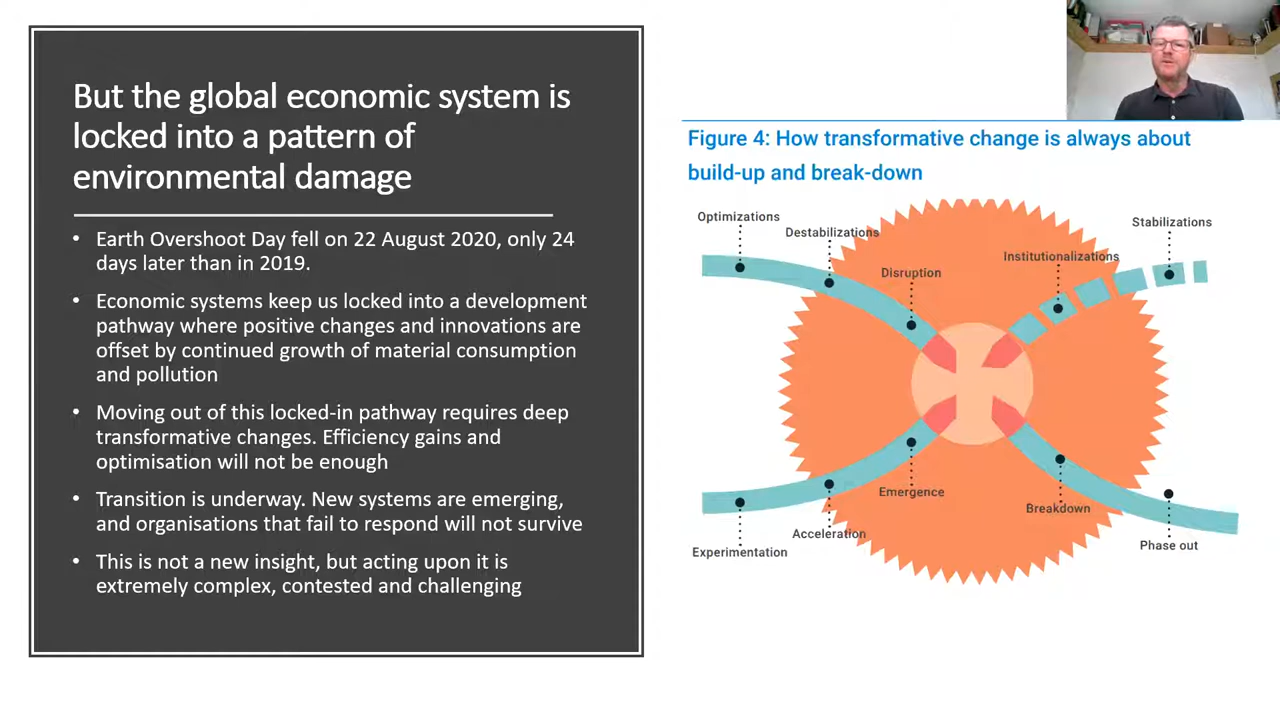 But the global economic system is
locked into a pattern of
environmental damage
• Earth Overshoot Day fell on 22 August 2020, only 24
days later than in 2019.
• Economic systems keep us locked into a development
pathway where positive changes and innovations are
offset by continued growth of material consumption
and pollution
• Moving out of this locked-in pathway requires deep
transformative changes. Efficiency gains and
optimisation will not be enough
• Transition is underway. New systems are emerging,
and organisations that fail to respond will not survive
• This is not a new insight, but acting upon it is
extremely complex, contested and challenging
Figure 4: How transformative change is always about
build-up and break-down
Optimizations
Destabilizations
Disruption
Institutionalizations
Stabilizations
Experimentation
Acceleration
Emergence
Breakdown
Phase out